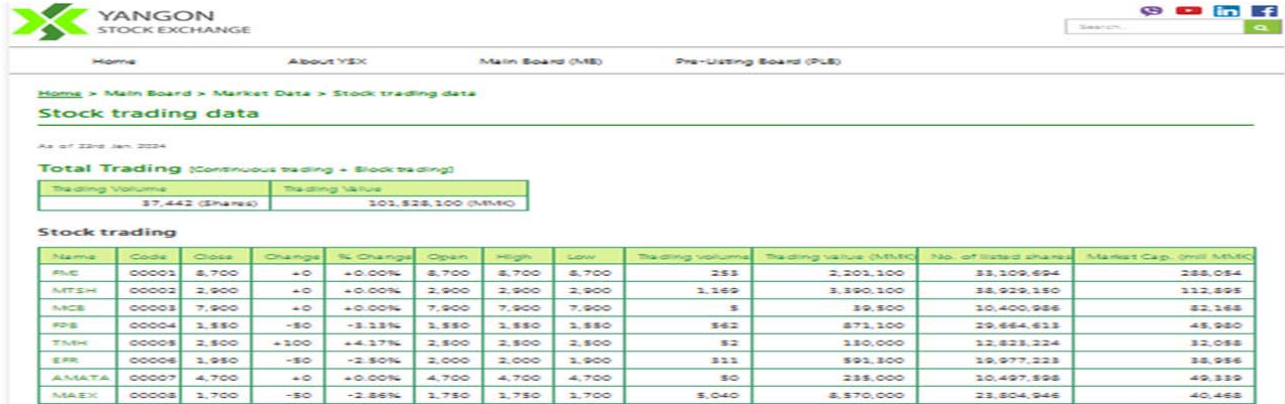 YANGON
STOCK EXCHANGE
Search..
Home About YSX Main Board (MB) Pre-Listing Board (PLB)
Home > Main Board > Market Data > Stock trading data
Stock trading data
As of 23rd Jan. 2024
Total Trading [Continuous trading + Block trading]
Trading Volume Trading Value
37,442 (Shares) 101,528,100 (MMK)
Stock trading
Name Code Close Change % Change Open High Low Trading volume Trading value (MMK) No. of listed shares Market Cap. (mil MMK)
FMI 00001 8,700 +0 +0.00% 8,700 8,700 8,700 253 2,201,100 33,109,694 288,054
MTSH 00002 2,900 +0 +0.00% 2,900 2,900 2,900 1,169 3,390,100 38,929,150 112,895
MCB 00003 7,900 +0 +0.00% 7,900 7,900 7,900 5 39,500 10,400,986 82,168
FPB 00004 1,550 -50 -3.13% 1,550 1,550 1,550 562 871,100 29,664,613 45,980
TMH 00005 2,500 +100 +4.17% 2,500 2,500 2,500 52 130,000 12,823,224 32,058
EFR 00006 1,950 -50 -2.50% 2,000 2,000 1,900 311 591,300 19,977,223 38,956
AMATA 00007 4,700 +0 +0.00% 4,700 4,700 4,700 50 235,000 10,497,598 49,339
MAEX 00008 1,700 -50 -2.86% 1,750 1,750 1,700 5,040 8,570,000 23,804,946 40,468